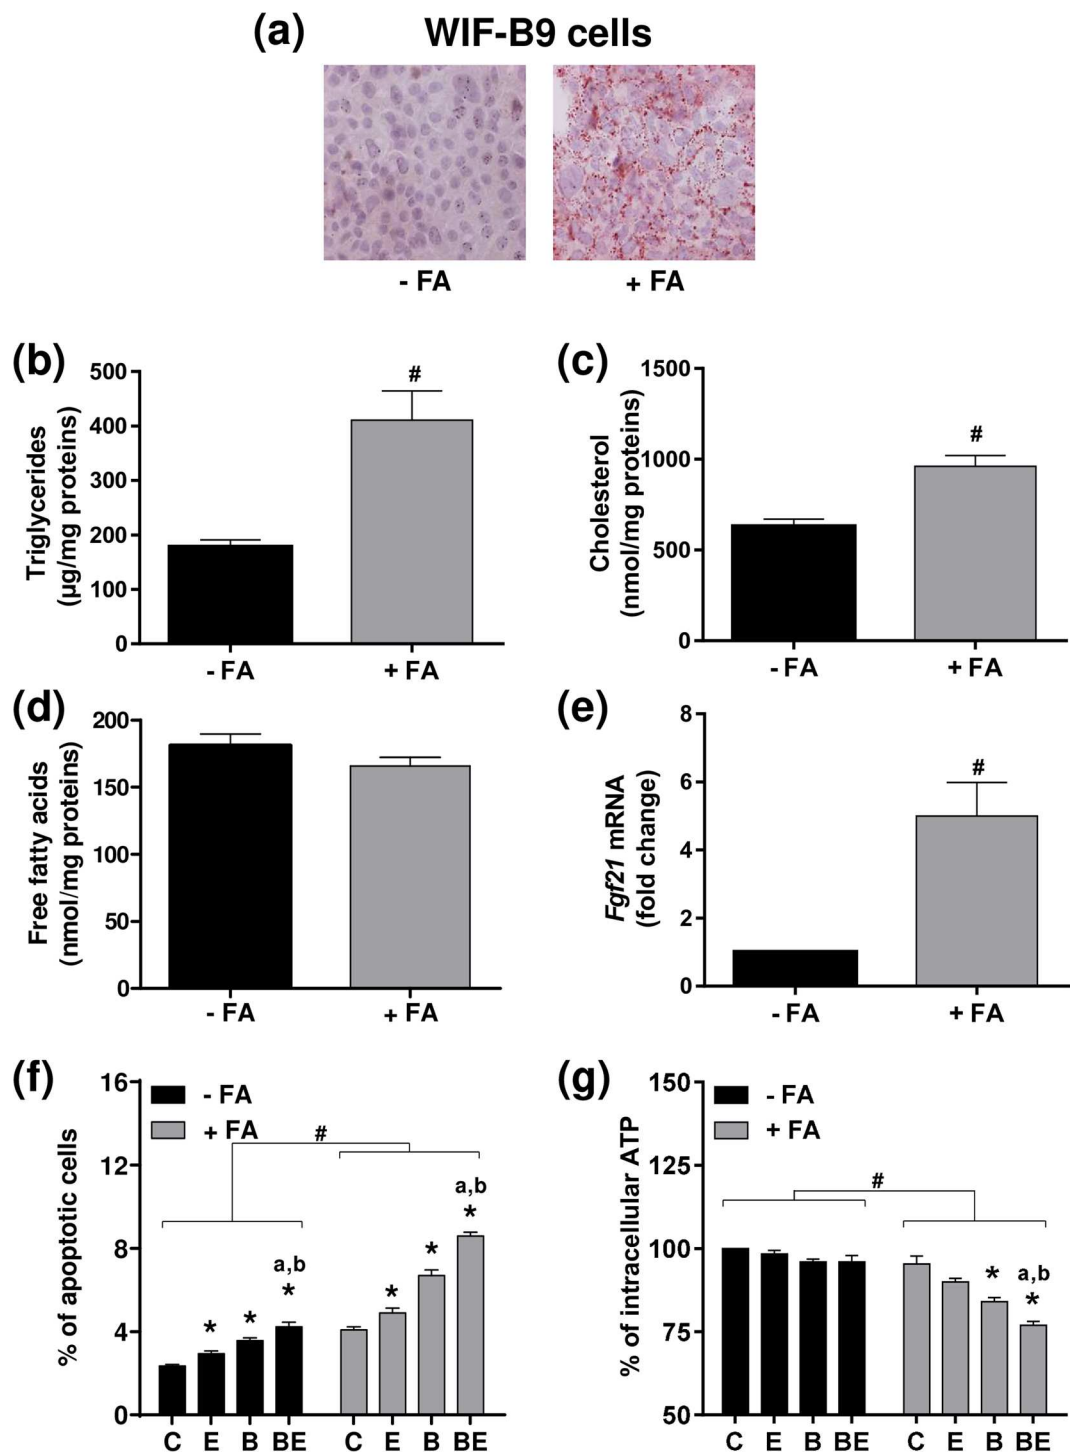 (a) WIF-B9 cells
- FA + FA
(b)
Triglycerides
(µg/mg proteins)
500
400
300
200
100
0
#
- FA + FA
(c)
Cholesterol
(nmol/mg proteins)
1500
1000
500
0
#
- FA + FA
(d)
Free fatty acids
(nmol/mg proteins)
200
150
100
50
0
- FA + FA
(e)
Fgf21 mRNA
(fold change)
8
6
4
2
0
#
- FA + FA
(f)
% of apoptotic cells
16
12
8
4
0
- FA
+ FA
#
a,b
*
*
*
a,b
*
*
*
C E B BE C E B BE
(g)
% of intracellular ATP
150
125
100
75
50
- FA
+ FA
#
*
a,b
*
C E B BE C E B BE